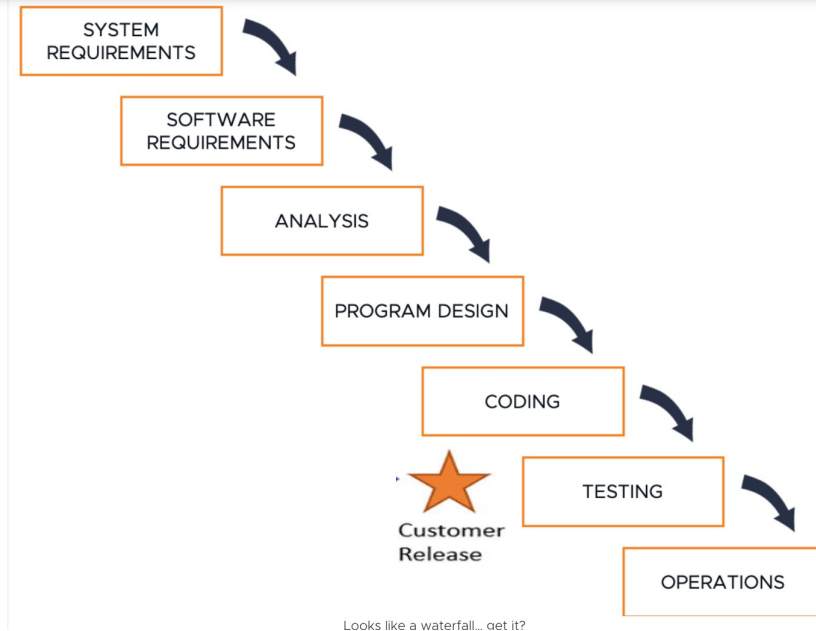 SYSTEM
REQUIREMENTS
SOFTWARE
REQUIREMENTS
ANALYSIS
PROGRAM DESIGN
CODING
TESTING
Customer
Release
OPERATIONS
Looks like a waterfall... get it?